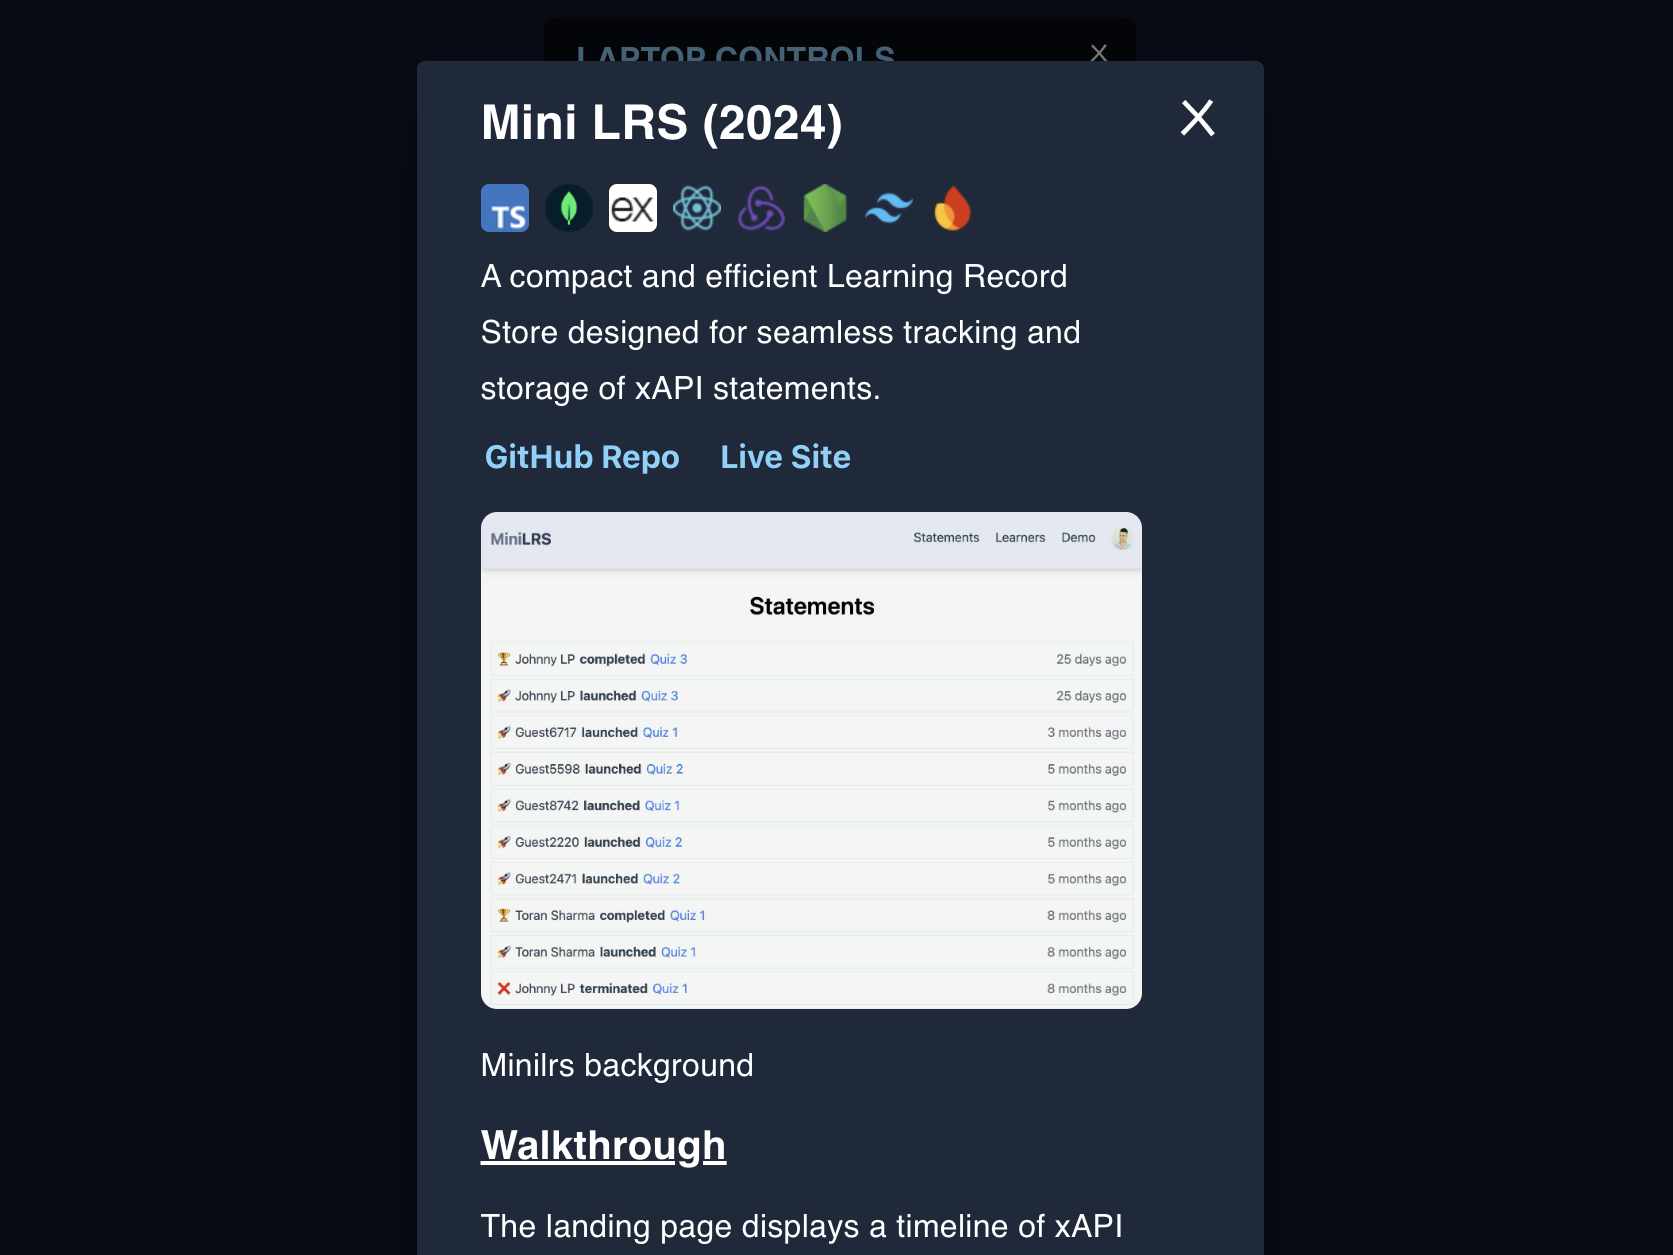 LAPTOP CONTROLS X
Mini LRS (2024) X
TS ex
A compact and efficient Learning Record
Store designed for seamless tracking and
storage of xAPI statements.
GitHub Repo Live Site
MiniLRS Statements Learners Demo
Statements
Johnny LP completed Quiz 3 25 days ago
Johnny LP launched Quiz 3 25 days ago
Guest6717 launched Quiz 1 3 months ago
Guest5598 launched Quiz 2 5 months ago
Guest8742 launched Quiz 1 5 months ago
Guest2220 launched Quiz 2 5 months ago
Guest2471 launched Quiz 2 5 months ago
Toran Sharma completed Quiz 1 8 months ago
Toran Sharma launched Quiz 1 8 months ago
Johnny LP terminated Quiz 1 8 months ago
Minilrs background
Walkthrough
The landing page displays a timeline of xAPI